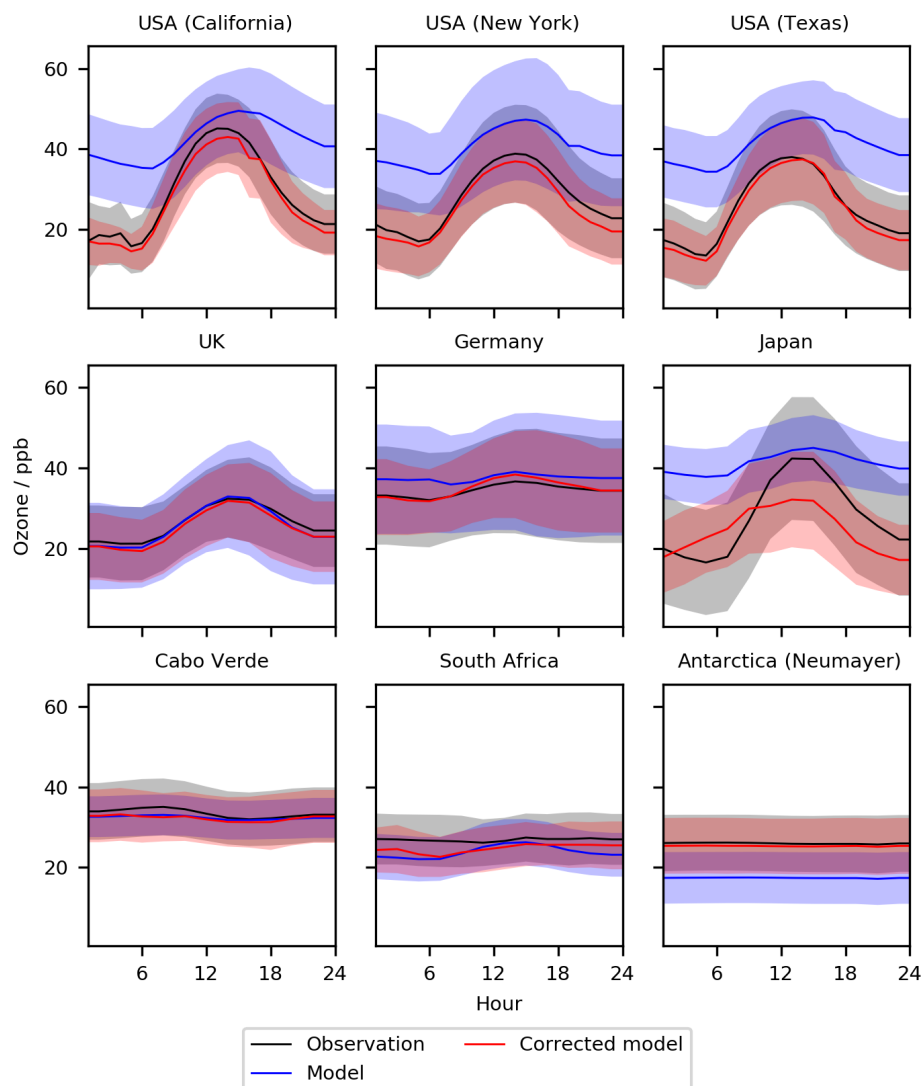 USA (California) USA (New York) USA (Texas)
60
40
20
UK Germany Japan
60
40
20
Ozone / ppb
Cabo Verde South Africa Antarctica (Neumayer)
60
40
20
6 12 18 24 6 12 18 24 6 12 18 24
Hour
Observation Corrected model
Model